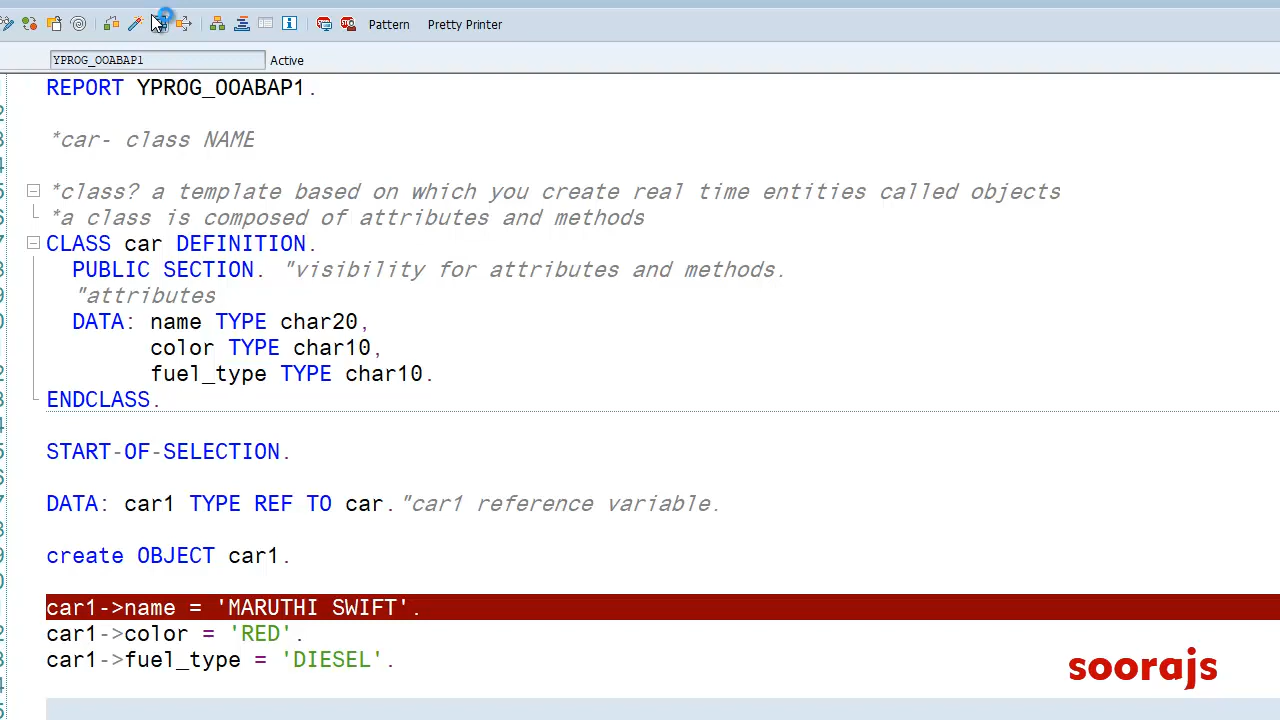 Pattern Pretty Printer
YPROG_OOABAP1 Active
REPORT YPROG_OOABAP1.
*car- class NAME
*class? a template based on which you create real time entities called objects
*a class is composed of attributes and methods
CLASS car DEFINITION.
PUBLIC SECTION. "visibility for attributes and methods.
"attributes
DATA: name TYPE char20,
color TYPE char10,
fuel_type TYPE char10.
ENDCLASS.
START-OF-SELECTION.
DATA: car1 TYPE REF TO car."car1 reference variable.
create OBJECT car1.
car1->name = 'MARUTHI SWIFT'.
car1->color = 'RED'.
car1->fuel_type = 'DIESEL'.
soorajs